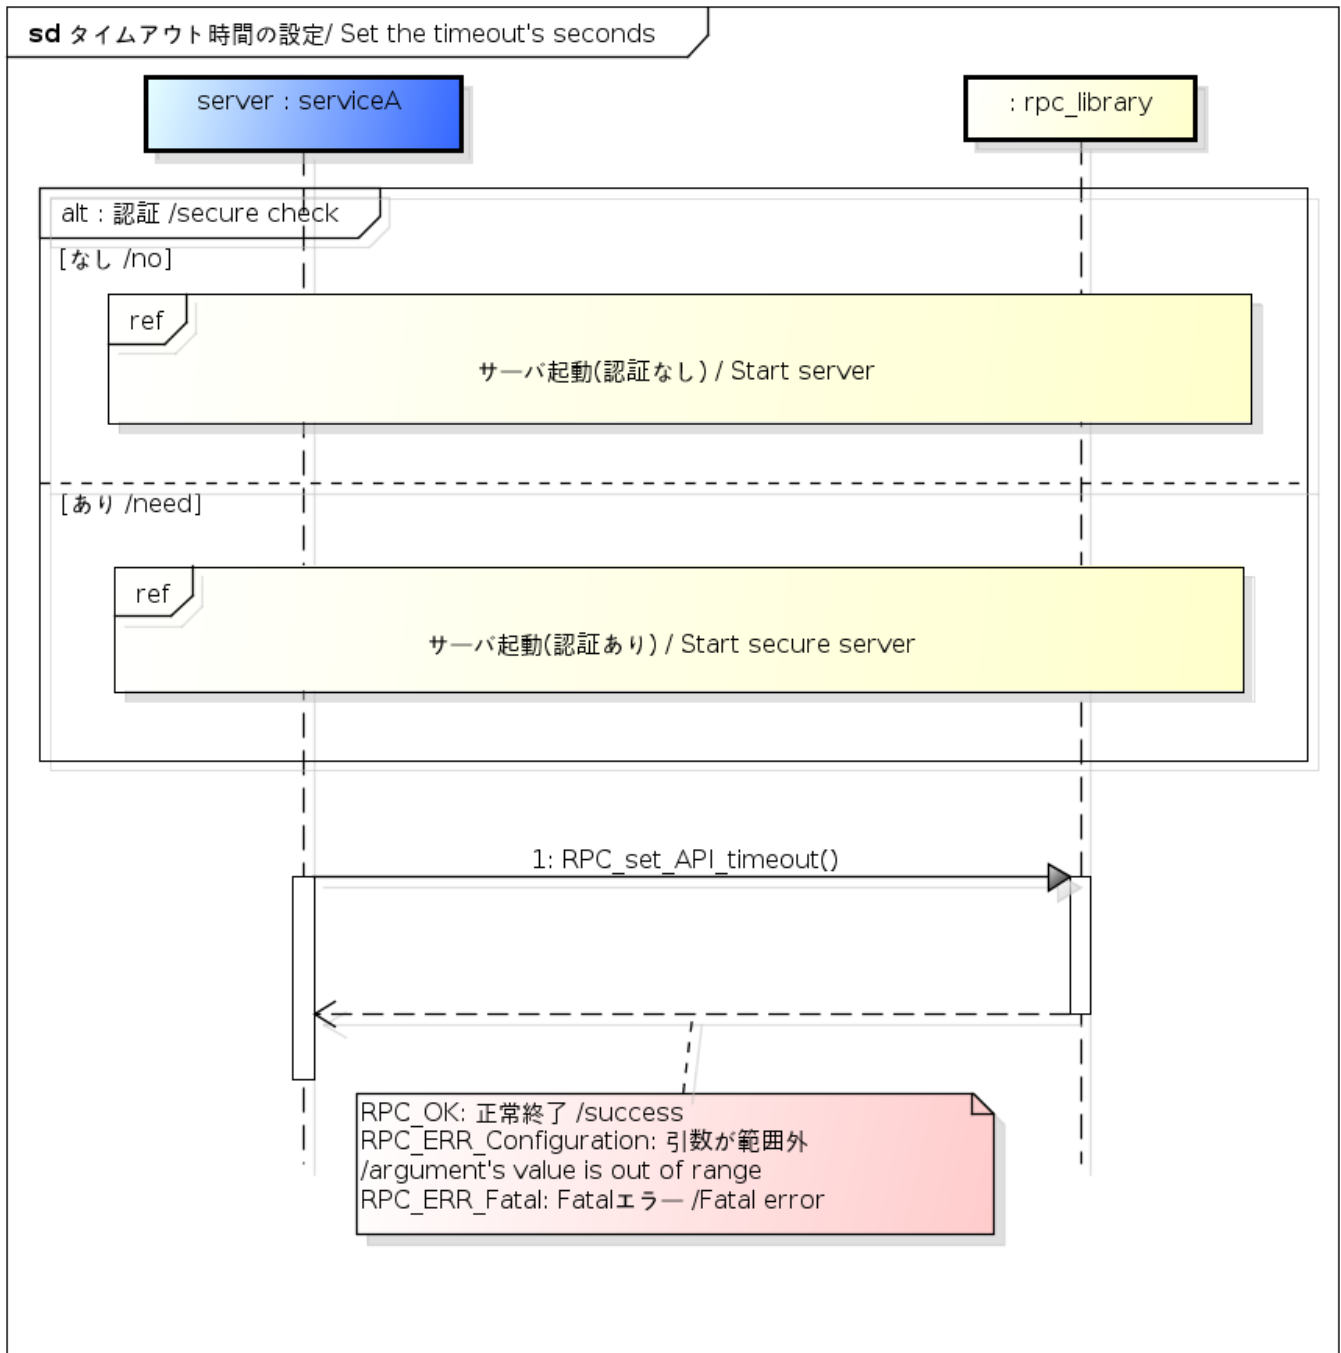 sd タイムアウト時間の設定/ Set the timeout's seconds
server : serviceA
: rpc_library
alt : 認証 /secure check
[なし /no]
ref
サーバ起動(認証なし) / Start server
[あり /need]
ref
サーバ起動(認証あり) / Start secure server
1: RPC_set_API_timeout()
RPC_OK: 正常終了 /success
RPC_ERR_Configuration: 引数が範囲外
/argument's value is out of range
RPC_ERR_Fatal: Fatalエラー /Fatal error